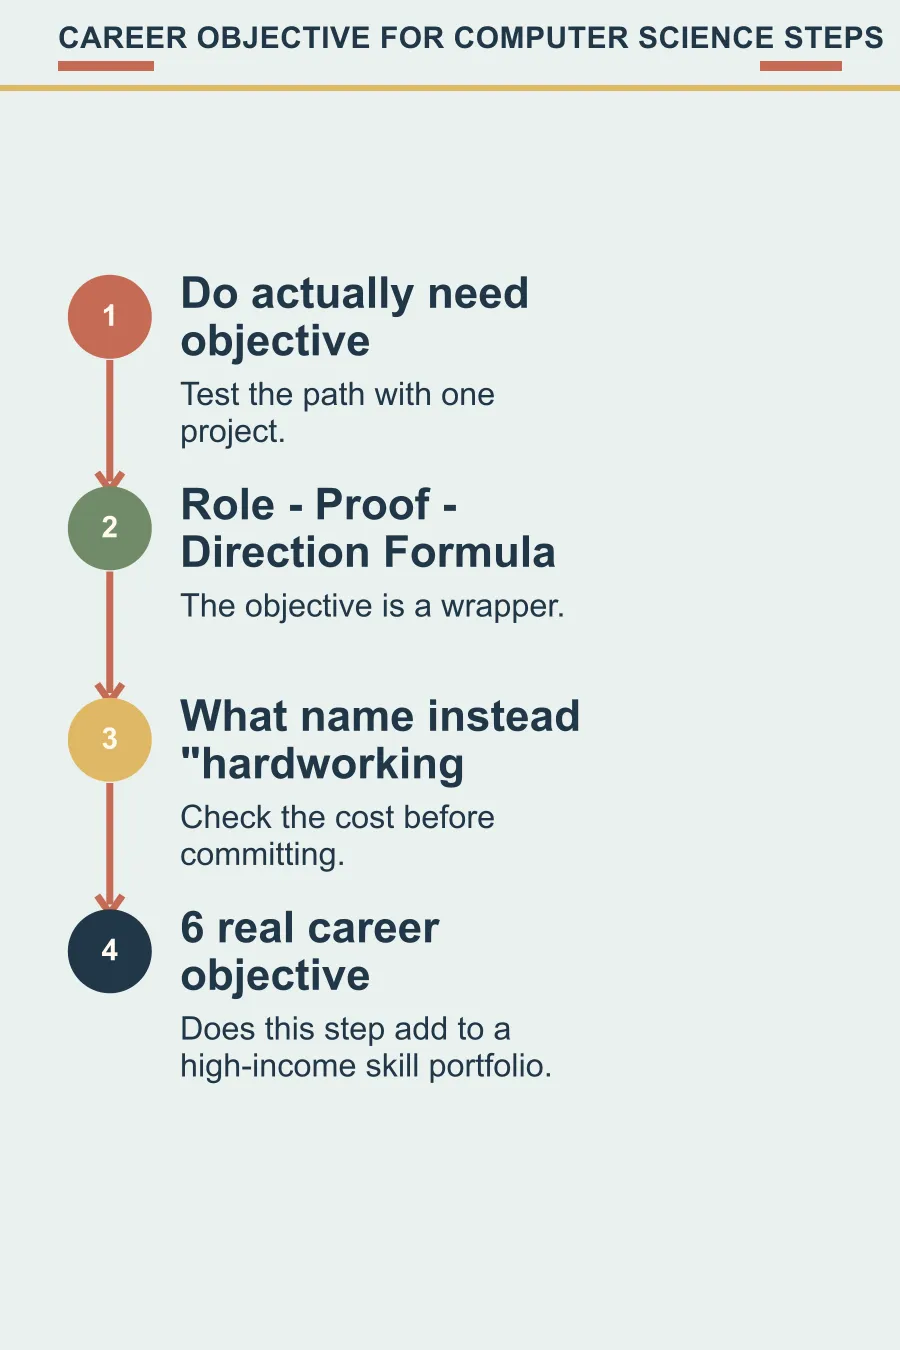 CAREER OBJECTIVE FOR COMPUTER SCIENCE STEPS
1
Do actually need
objective
Test the path with one
project.
2
Role - Proof -
Direction Formula
The objective is a wrapper.
3
What name instead
"hardworking
Check the cost before
committing.
4
6 real career
objective
Does this step add to a
high-income skill portfolio.